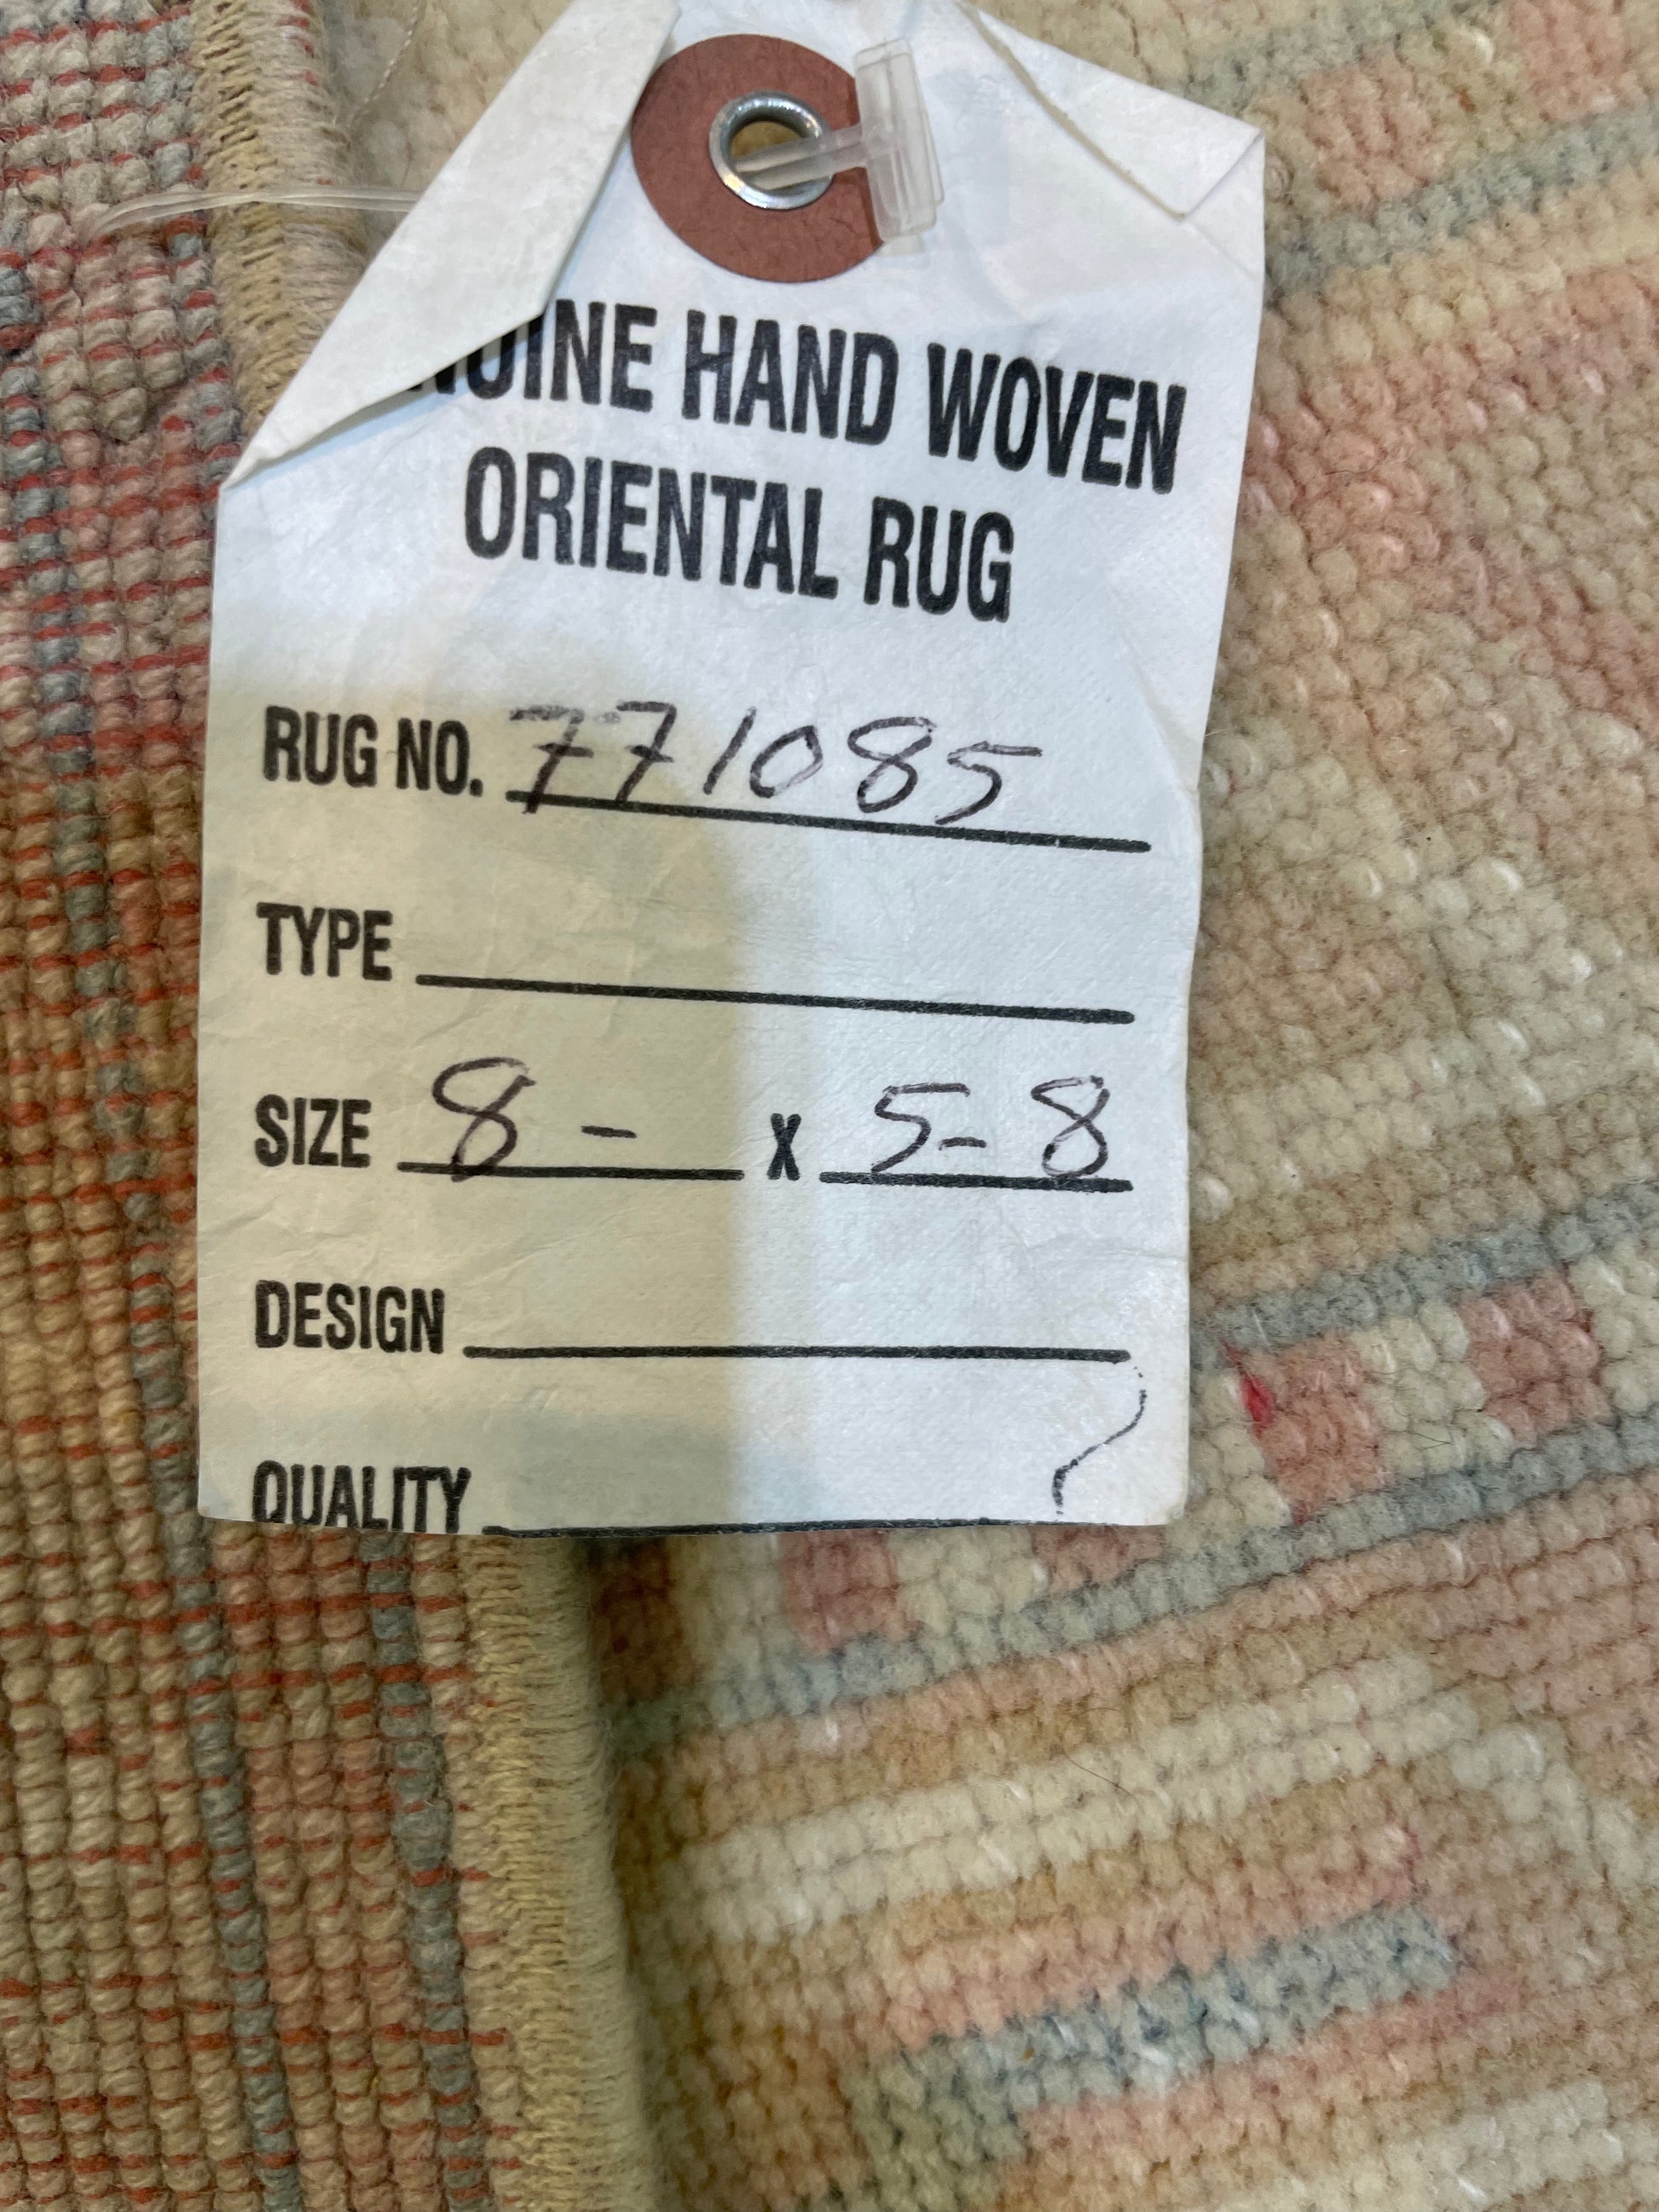 HAND WOVEN
ORIENTAL RUG
RUG NO. 771085
TYPE
SIZE 8 - X 5-8
DESIGN
QUALITY